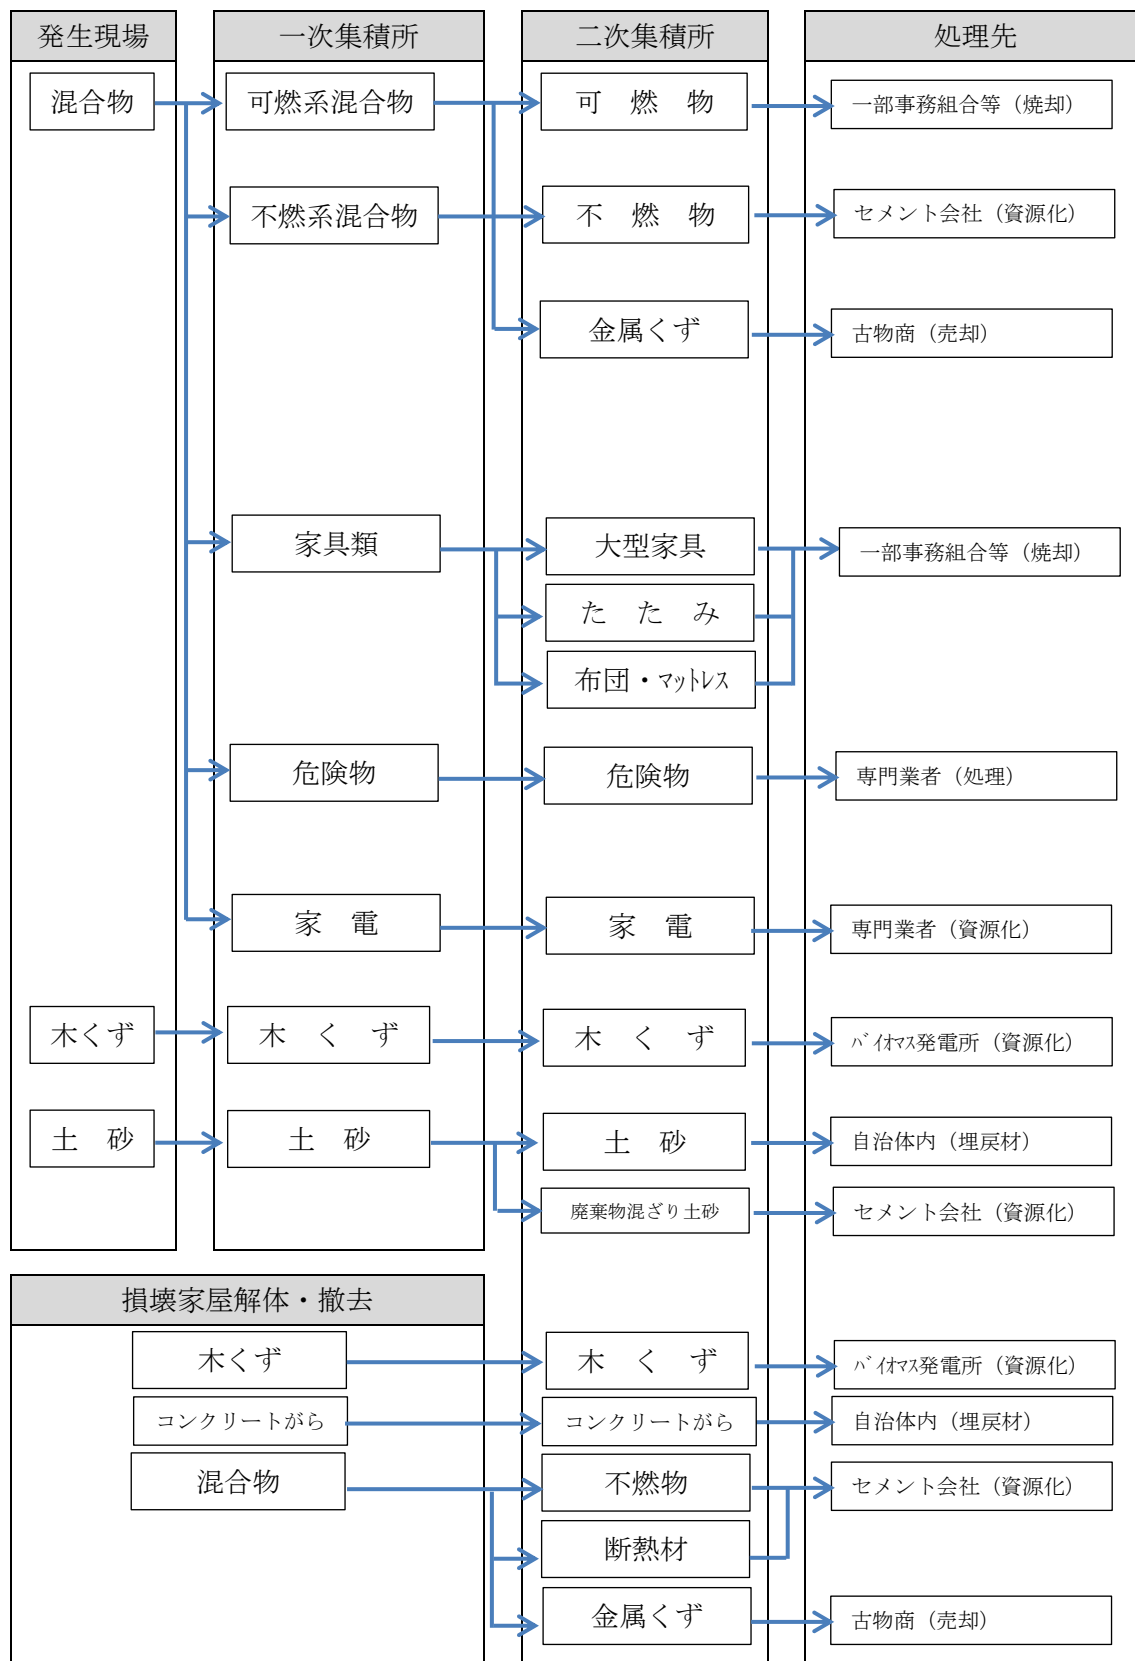 発生現場 一次集積所 二次集積所 処理先
混合物 可燃系混合物 可　燃　物 一部事務組合等（焼却）
不燃系混合物 不　燃　物 セメント会社（資源化）
金属くず 古物商（売却）
家具類 大型家具 一部事務組合等（焼却）
た　た　み
布団・ﾏｯﾄﾚｽ
危険物 危険物 専門業者（処理）
家　電 家　電 専門業者（資源化）
木くず 木　く　ず 木　く　ず ﾊﾞｲｵﾏｽ発電所（資源化）
土　砂 土　砂 土　砂 自治体内（埋戻材）
廃棄物混ざり土砂 セメント会社（資源化）
損壊家屋解体・撤去
木くず 木　く　ず ﾊﾞｲｵﾏｽ発電所（資源化）
コンクリートがら コンクリートがら 自治体内（埋戻材）
混合物 不燃物 セメント会社（資源化）
断熱材
金属くず 古物商（売却）